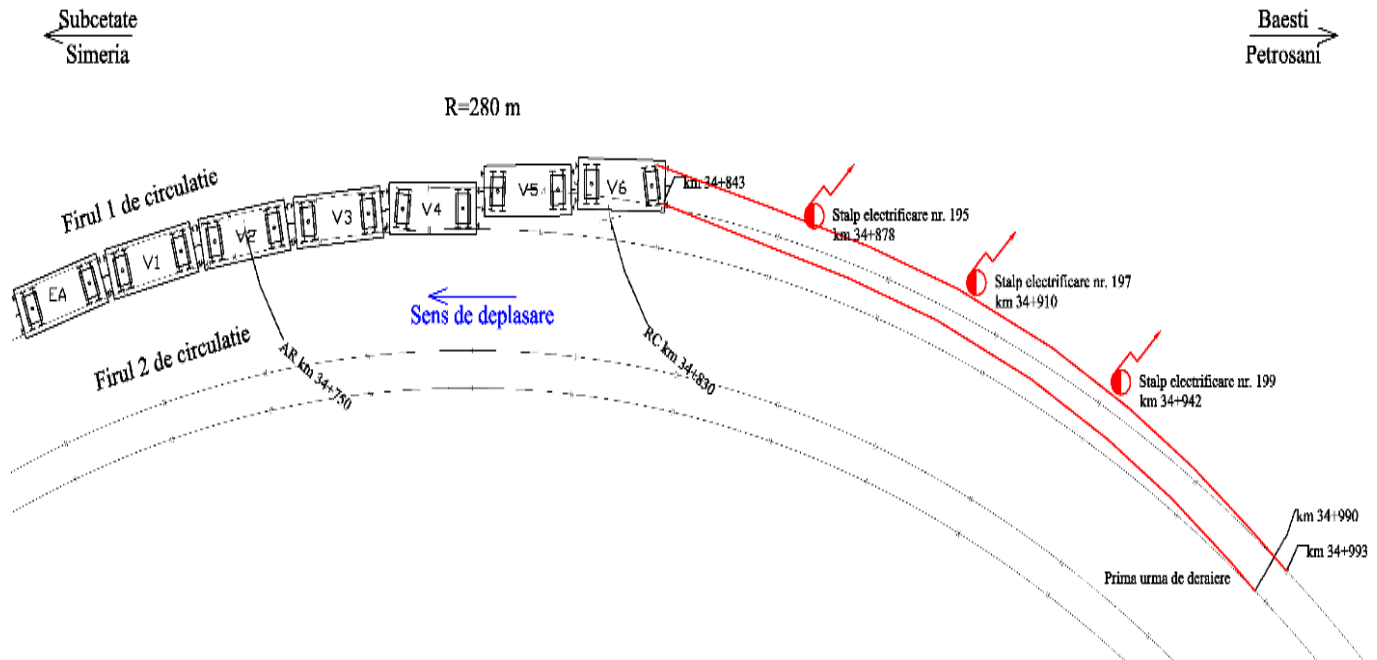 Subcetate
Simeria
Baesti
Petrosani
R=280 m
Firul 1 de circulatie
EA
V1
V2
V3
V4
V5
V6
km 34+843
Stalp electrificare nr. 195
km 34+878
Stalp electrificare nr. 197
km 34+910
Sens de deplasare
Firul 2 de circulatie
AR km 34+750
RC km 34+830
Stalp electrificare nr. 199
km 34+942
km 34+990
km 34+993
Prima urma de deraiere